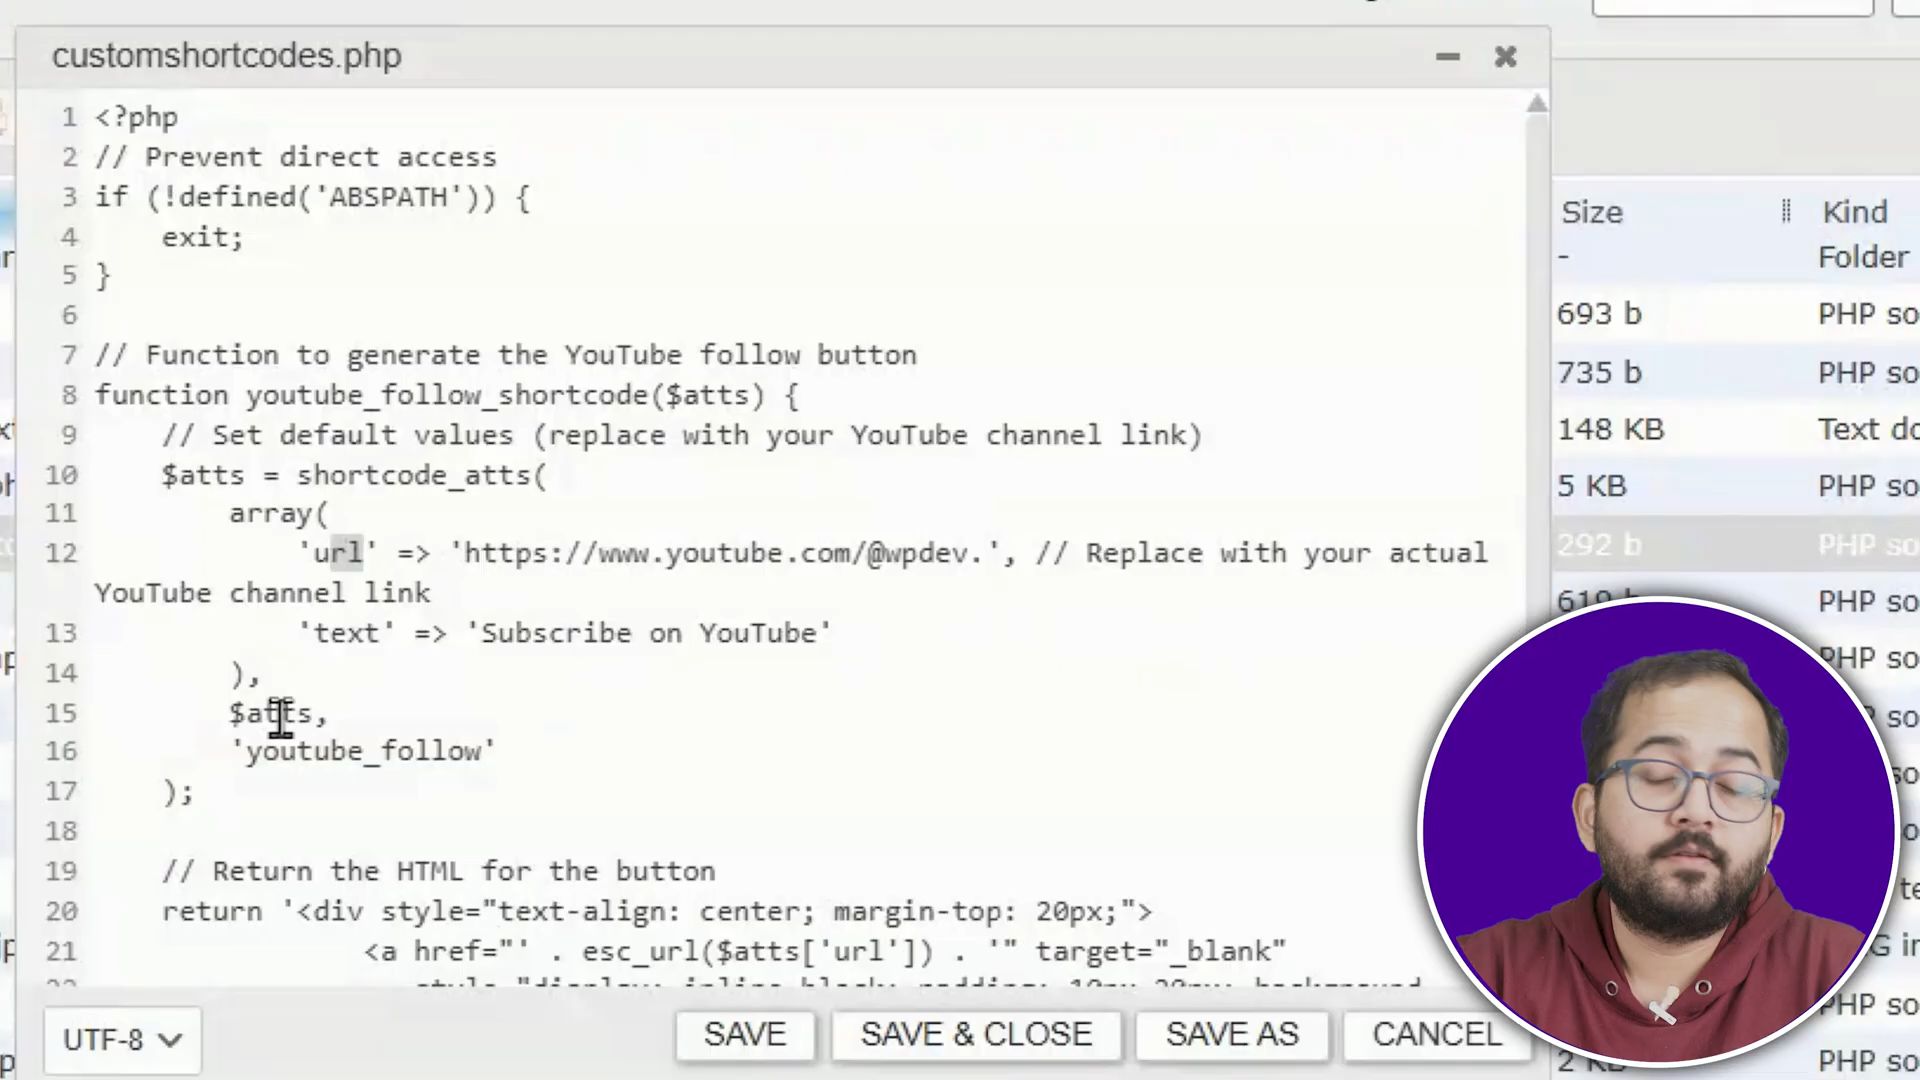 customshortcodes.php
1 <?php
2 // Prevent direct access
3 if (!defined('ABSPATH')) {
4 exit;
5 }
6
7 // Function to generate the YouTube follow button
8 function youtube_follow_shortcode($atts) {
9 // Set default values (replace with your YouTube channel link)
10 $atts = shortcode_atts(
11 array(
12 'url' => 'https://www.youtube.com/@wpdev.', // Replace with your actual
YouTube channel link
13 'text' => 'Subscribe on YouTube'
14 ),
15 $atts,
16 'youtube_follow'
17 );
18
19 // Return the HTML for the button
20 return '<div style="text-align: center; margin-top: 20px;">
21 <a href="' . esc_url($atts['url']) . '" target="_blank"
UTF-8
SAVE
SAVE & CLOSE
SAVE AS
CANCEL
Size Kind
- Folder
693 b PHP so
735 b PHP so
148 KB Text do
5 KB PHP so
292 b PHP so
619 b PHP so
PHP so
2 KB PHP so